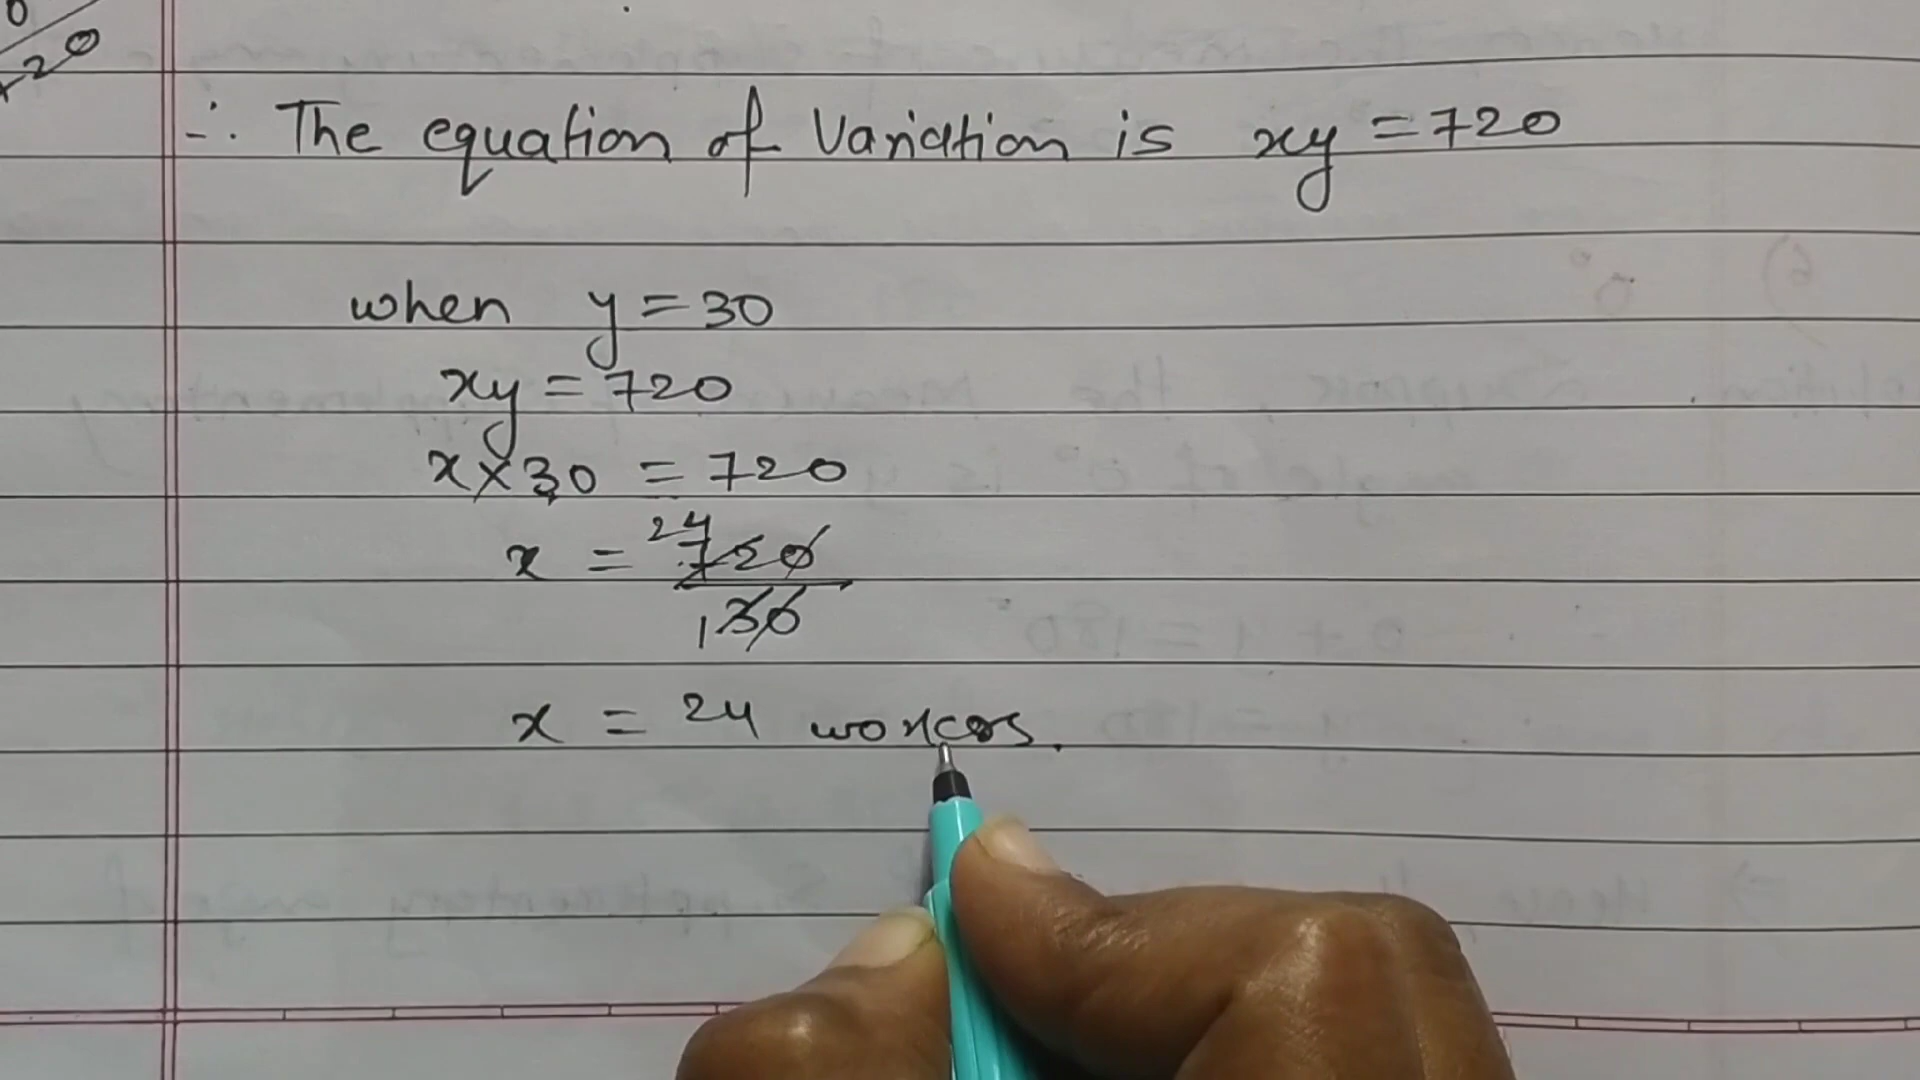 ∴ The equation of Variation is xy = 720
when y = 30
xy = 720
x × 30 = 720
24
x = 720
1 30
x = 24 workers.